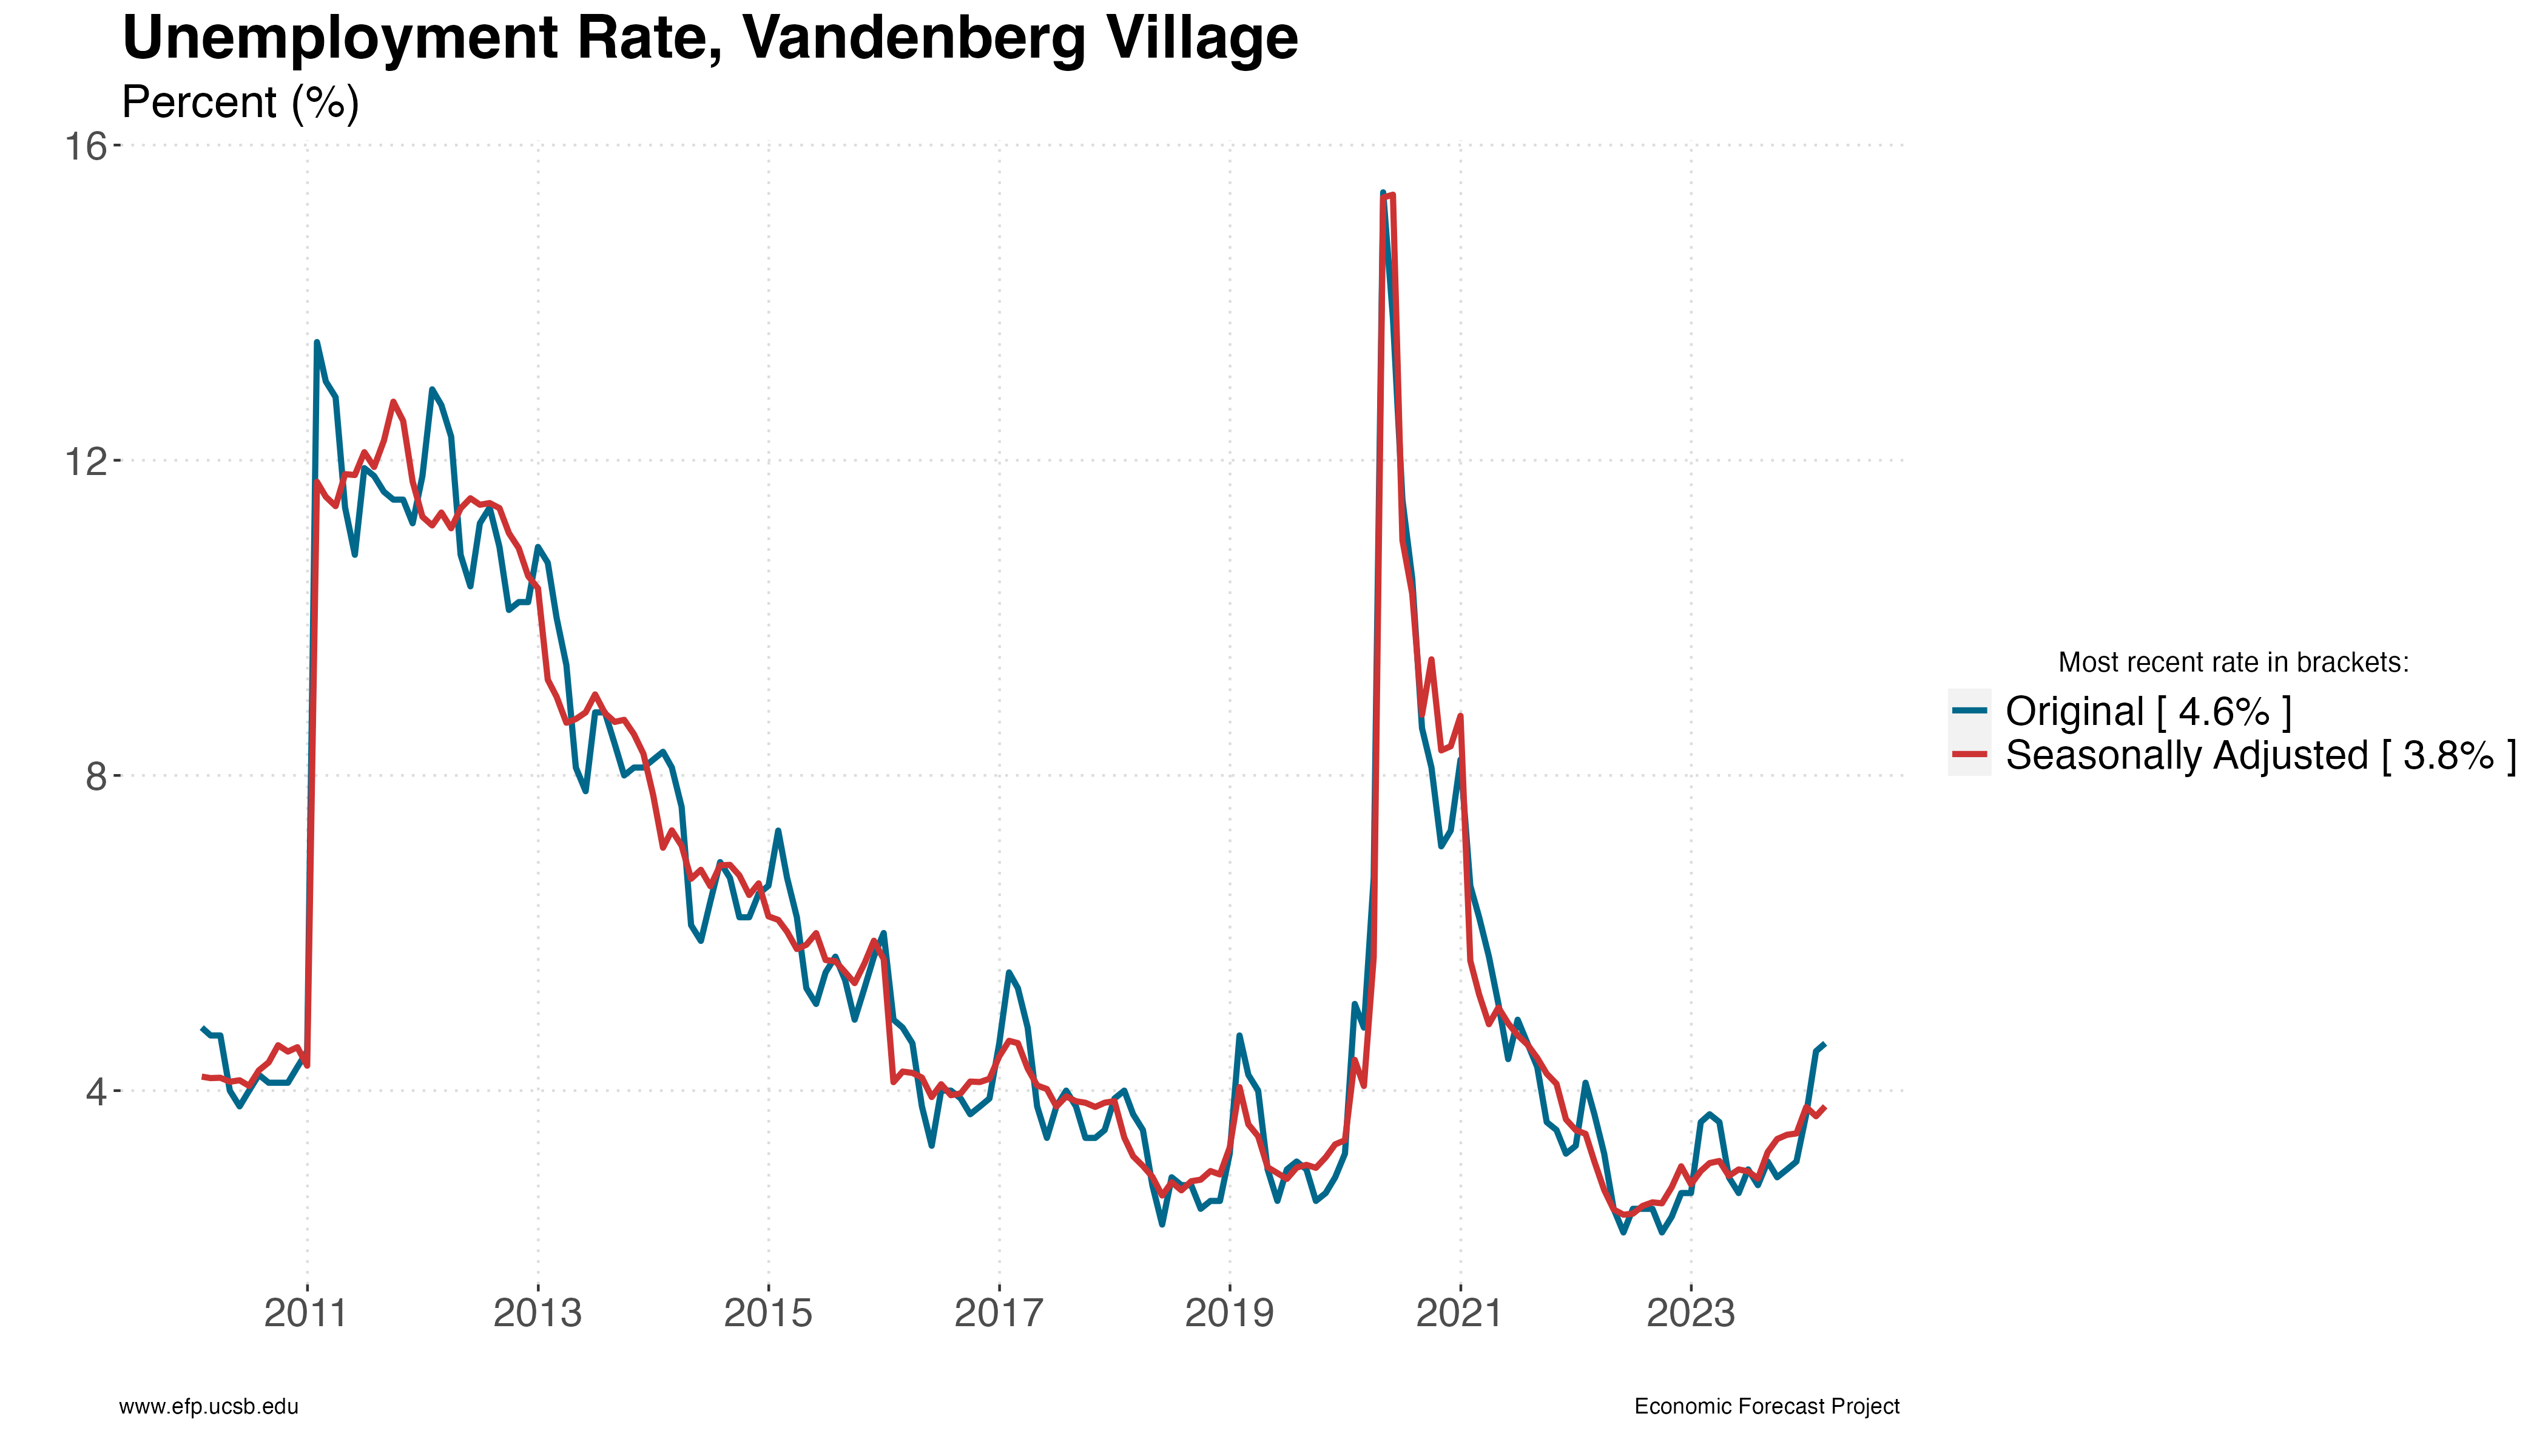 Unemployment Rate, Vandenberg Village
Percent (%)
16
12
8
4
2011 2013 2015 2017 2019 2021 2023
Most recent rate in brackets:
Original [ 4.6% ]
Seasonally Adjusted [ 3.8% ]
www.efp.ucsb.edu
Economic Forecast Project